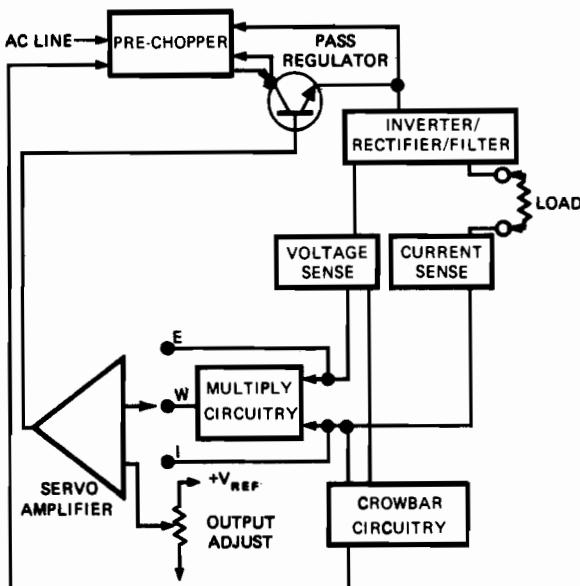 AC LINE
PRE-CHOPPER
PASS
REGULATOR
INVERTER/
RECTIFIER/FILTER
LOAD
VOLTAGE
SENSE
CURRENT
SENSE
E
W
I
MULTIPLY
CIRCUITRY
SERVO
AMPLIFIER
+VREF
OUTPUT
ADJUST
CROWBAR
CIRCUITRY